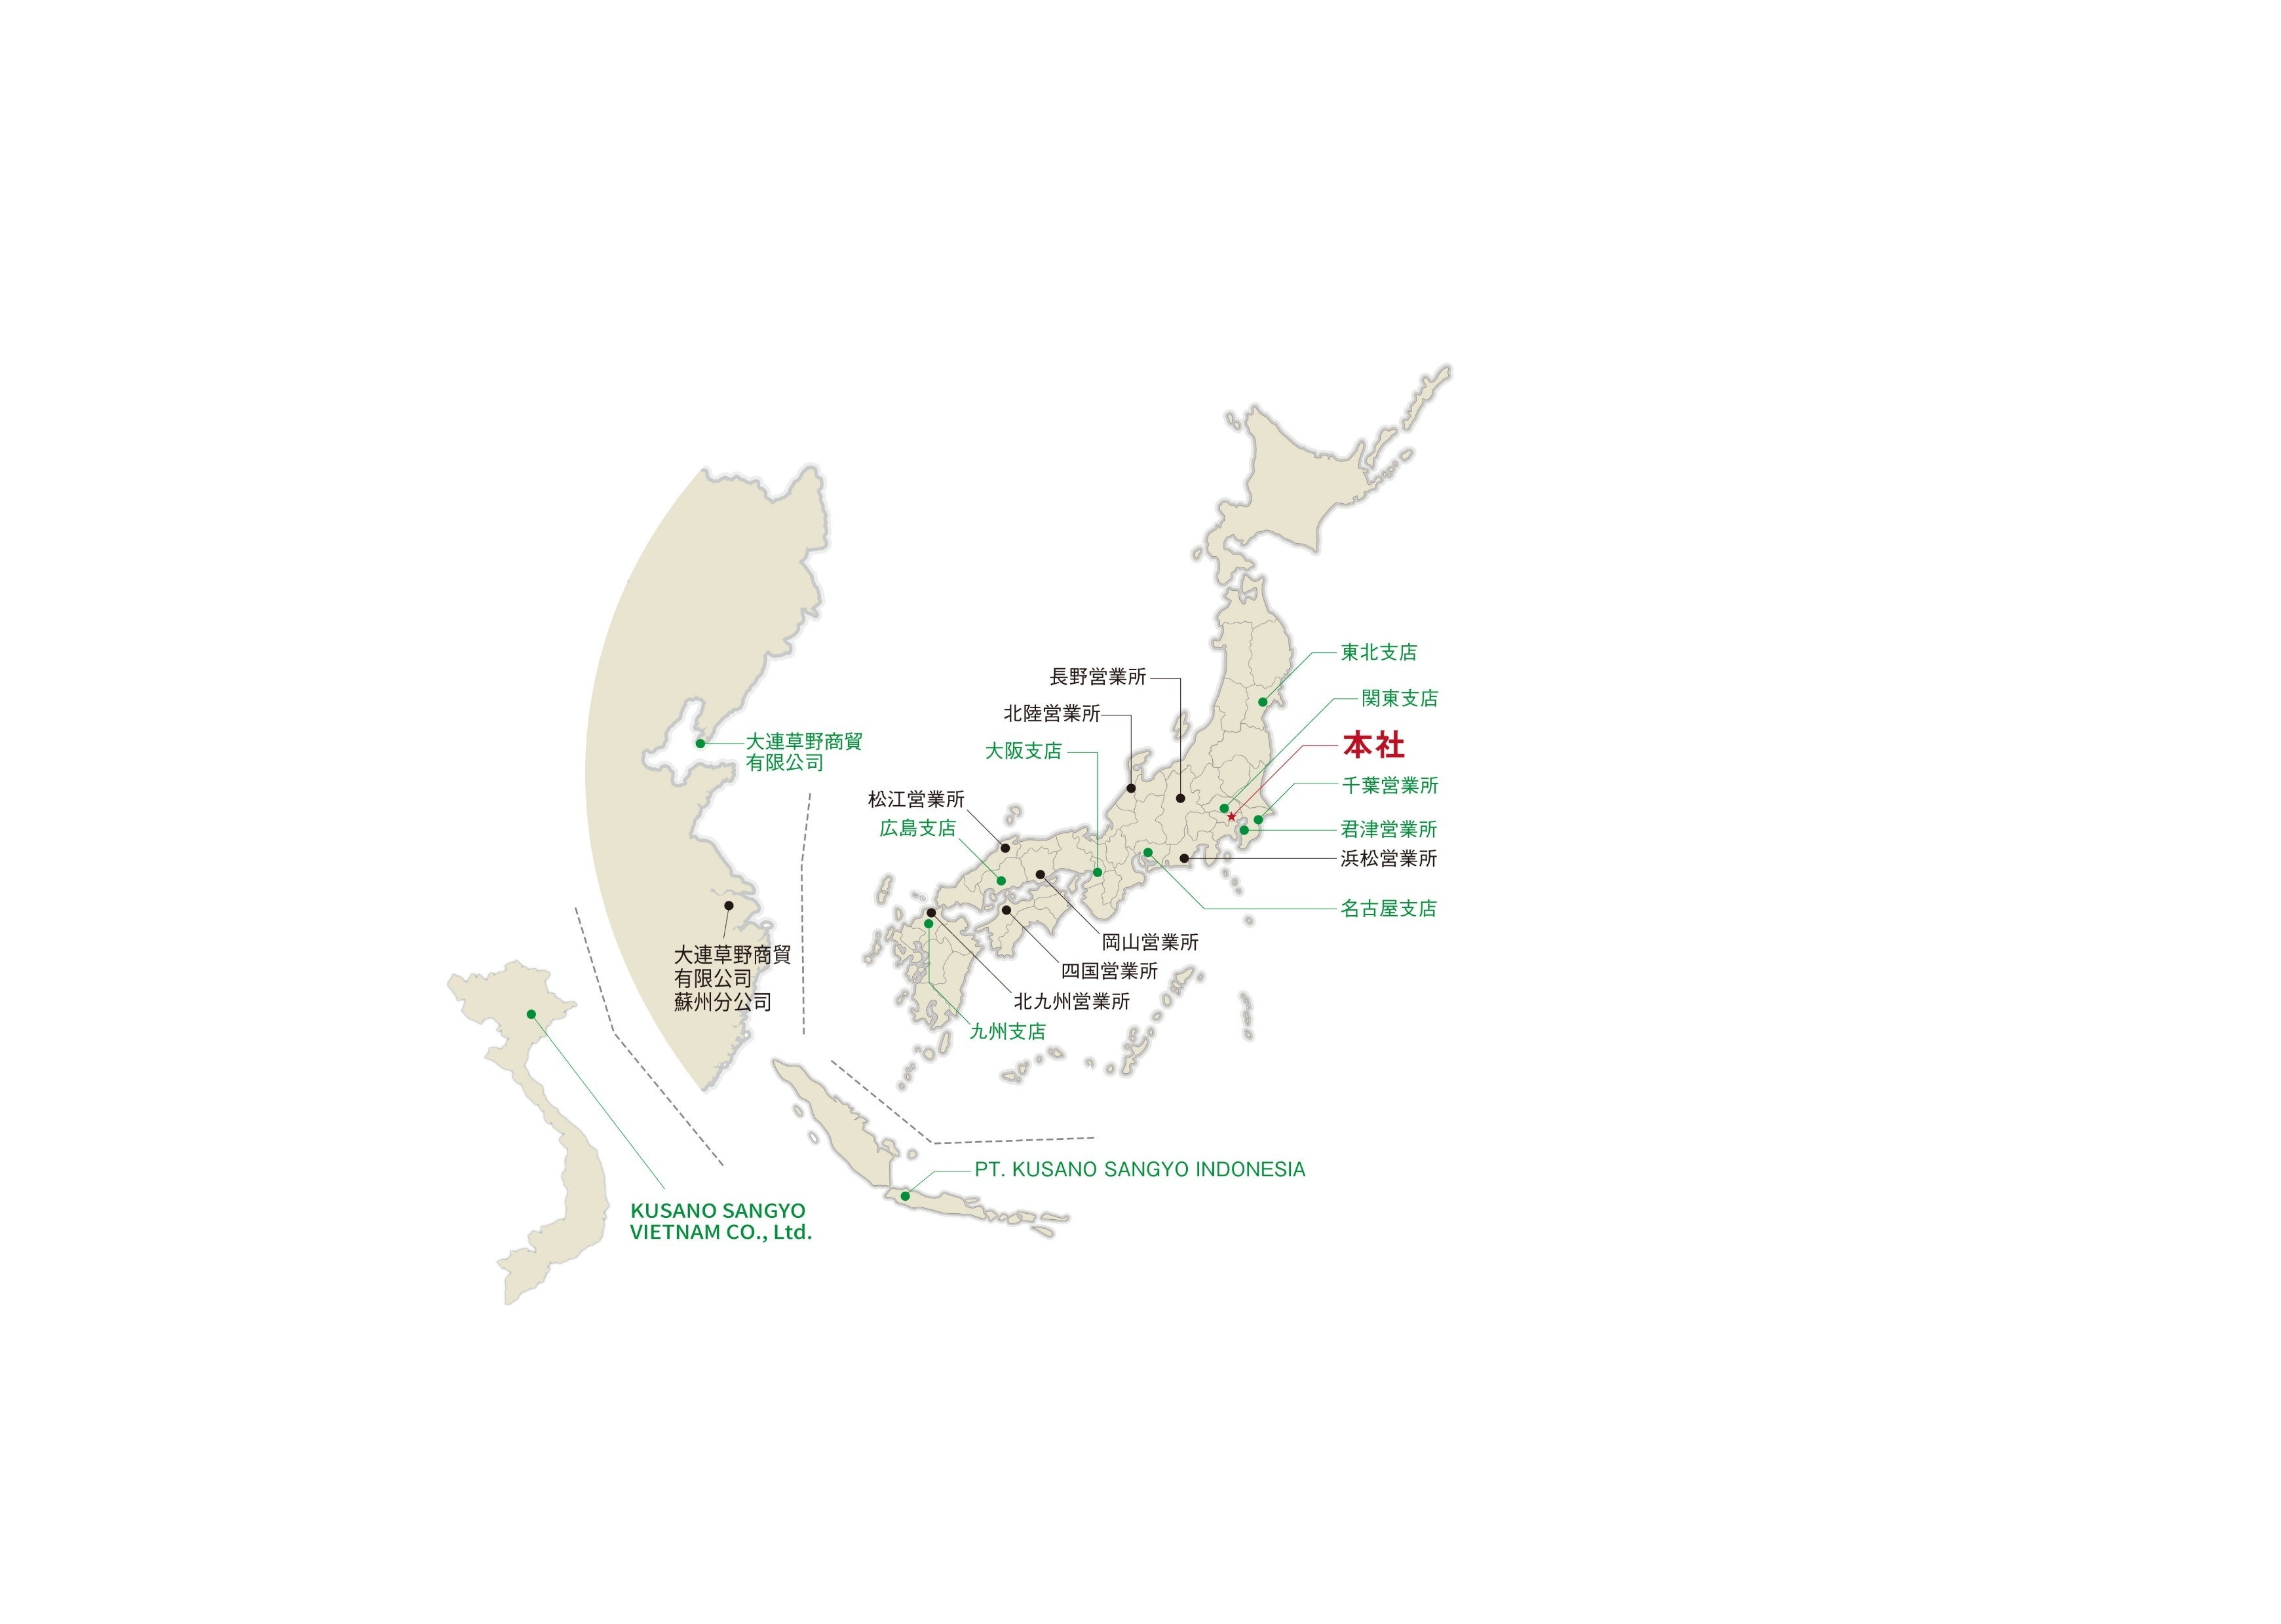 東北支店
長野営業所
関東支店
北陸営業所
本社
大連草野商貿
有限公司
大阪支店
千葉営業所
松江営業所
広島支店
君津営業所
浜松営業所
名古屋支店
岡山営業所
大連草野商貿
有限公司
蘇州分公司
四国営業所
北九州営業所
九州支店
PT. KUSANO SANGYO INDONESIA
KUSANO SANGYO
VIETNAM CO., Ltd.